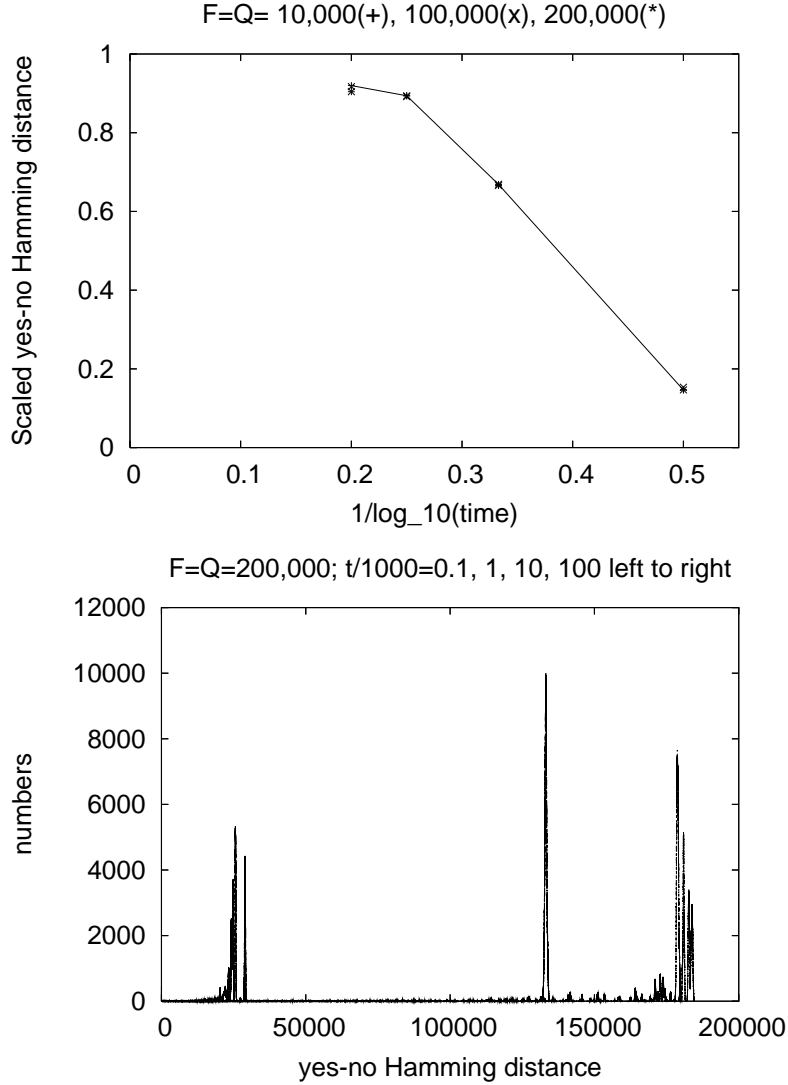 F=Q= 10,000(+), 100,000(x), 200,000(*)
1
0.8
0.6
0.4
0.2
0
Scaled yes-no Hamming distance
0 0.1 0.2 0.3 0.4 0.5
1/log_10(time)
F=Q=200,000; t/1000=0.1, 1, 10, 100 left to right
12000
10000
8000
6000
4000
2000
0
numbers
0 50000 100000 150000 200000
yes-no Hamming distance